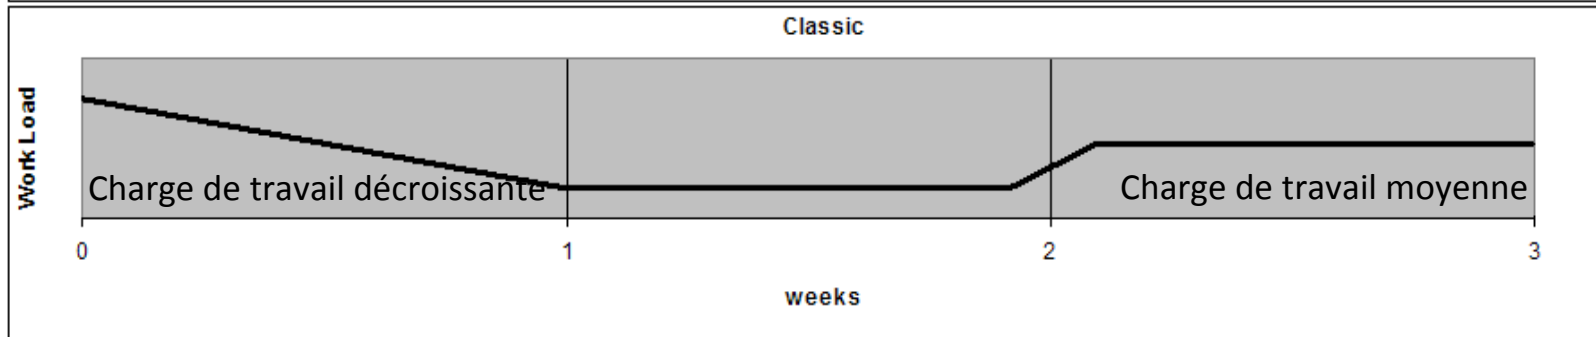 Classic
Work Load
Charge de travail décroissante
Charge de travail moyenne
0 1 2 3
weeks